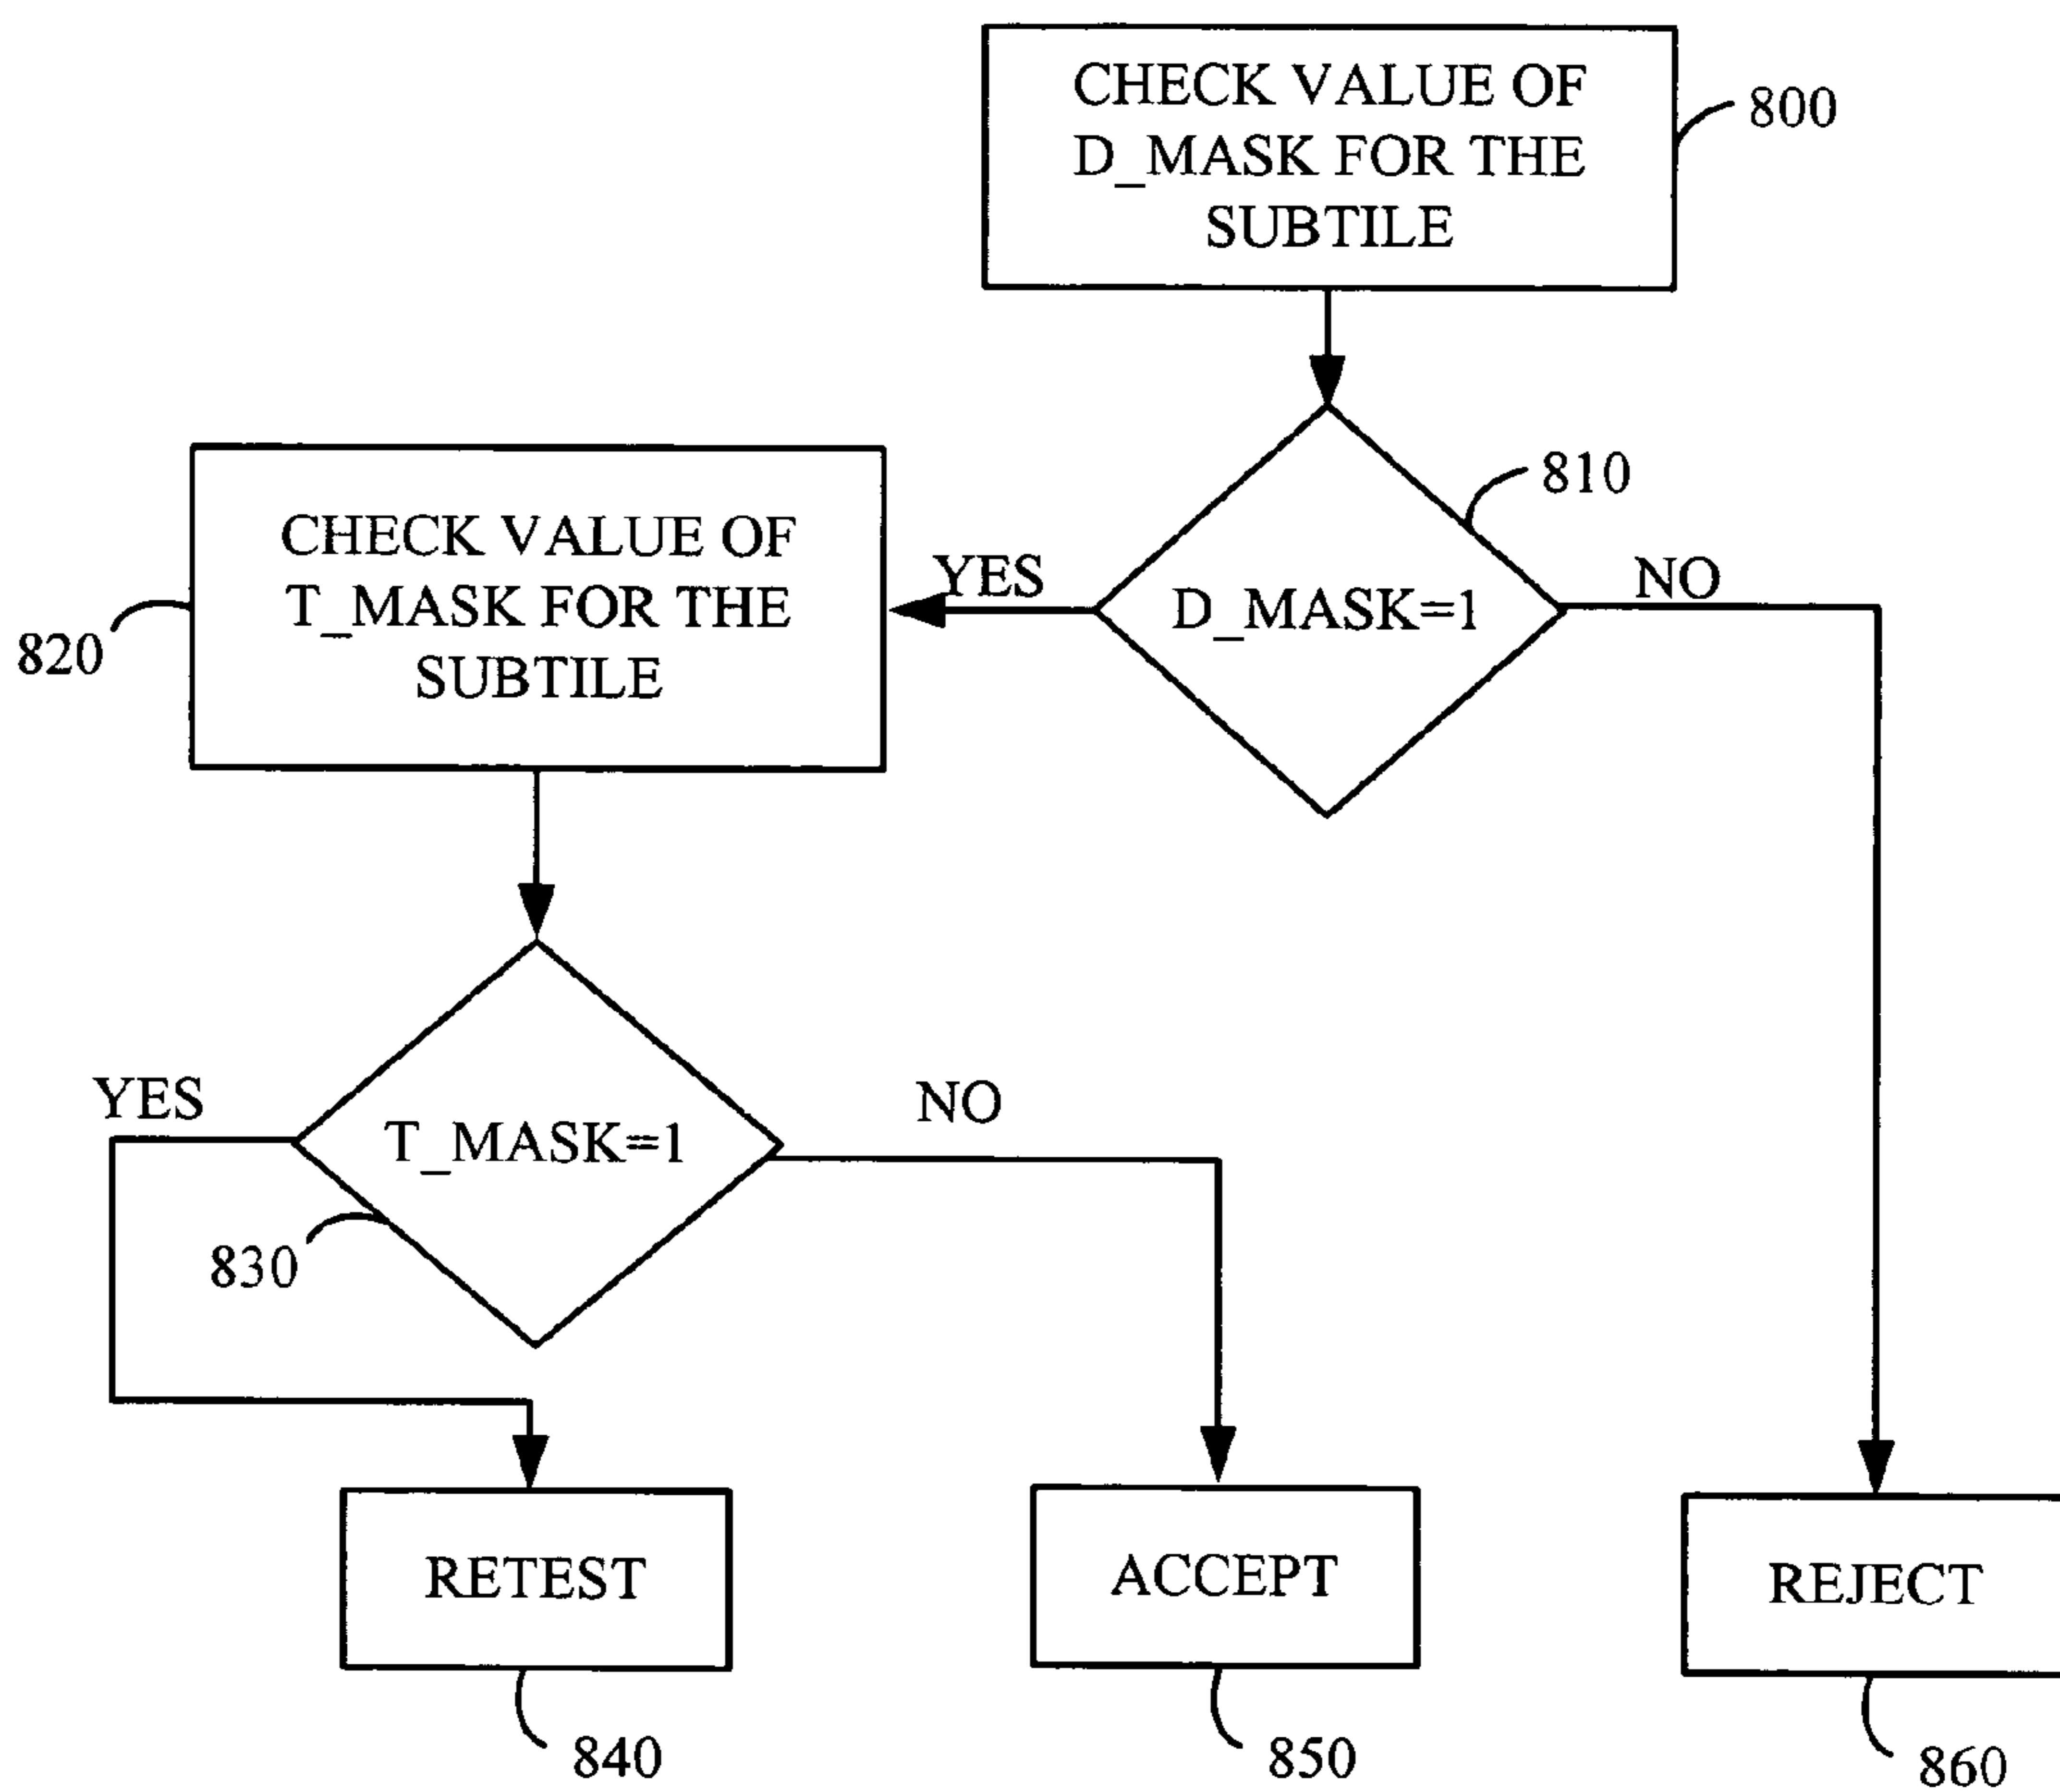 CHECK VALUE OF
D_MASK FOR THE
SUBTILE
800
810
D_MASK=1
YES
NO
CHECK VALUE OF
T_MASK FOR THE
SUBTILE
820
T_MASK=1
YES
NO
830
RETEST
ACCEPT
REJECT
840
850
860